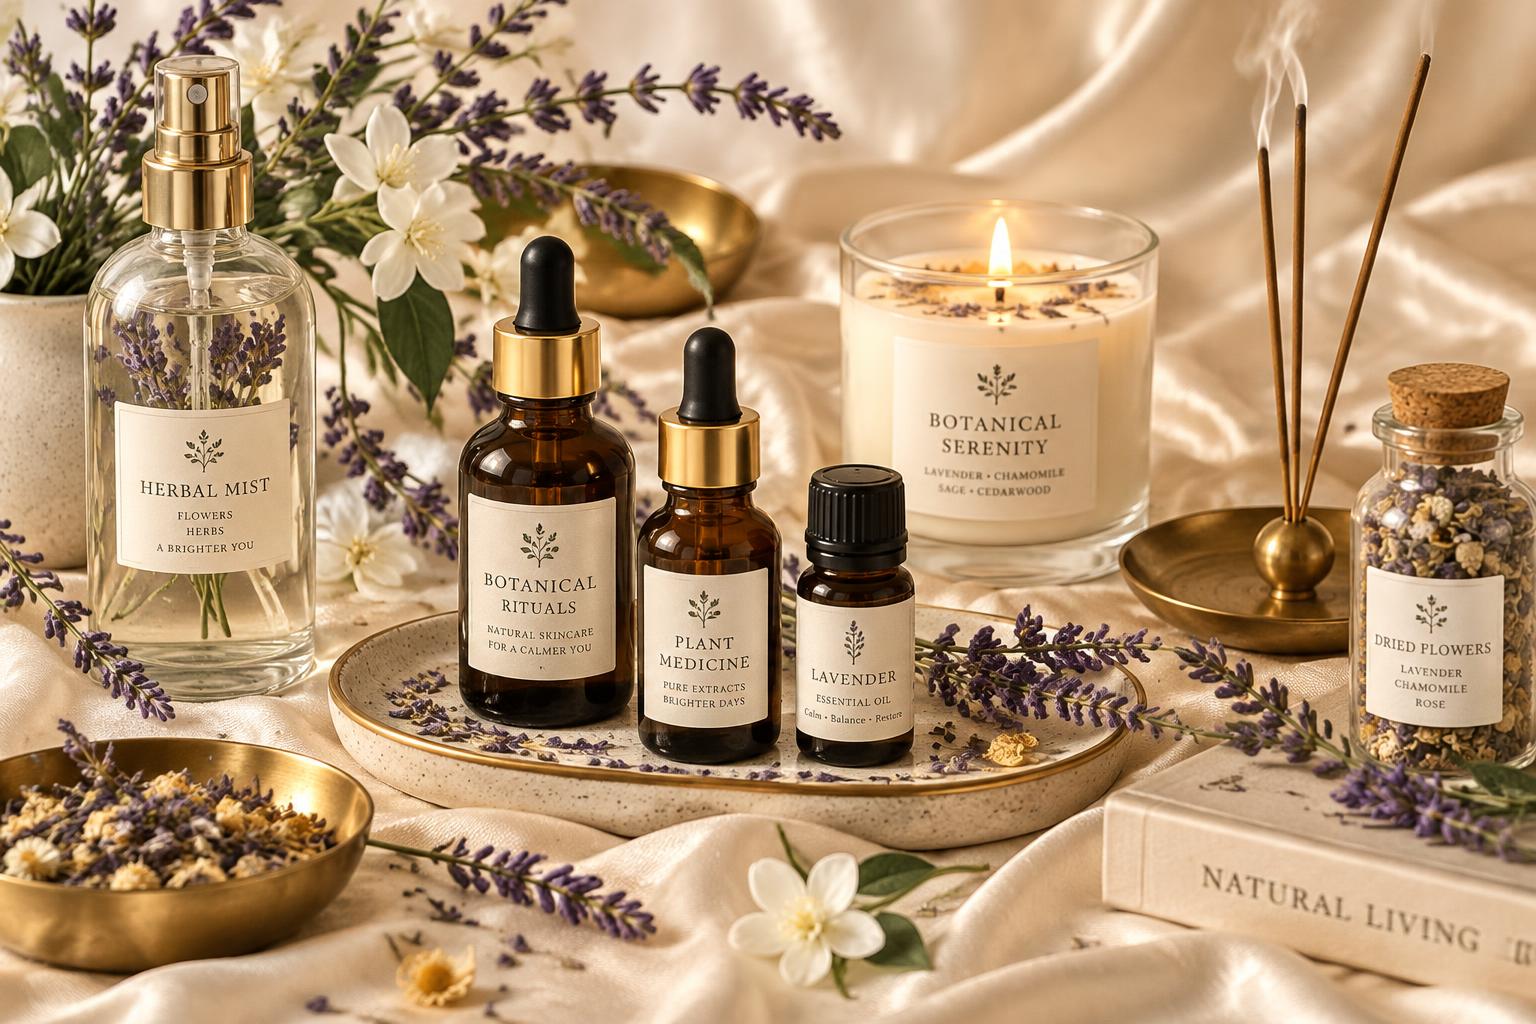 HERBAL MIST
FLOWERS
HERBS
A BRIGHTER YOU
BOTANICAL
RITUALS
NATURAL SKINCARE
FOR A CALMER YOU
PLANT
MEDICINE
PURE EXTRACTS
BRIGHTER DAYS
LAVENDER
ESSENTIAL OIL
Calm • Balance • Restore
BOTANICAL
SERENITY
LAVENDER • CHAMOMILE
SAGE • CEDARWOOD
DRIED FLOWERS
LAVENDER
CHAMOMILE
ROSE
NATURAL LIVING